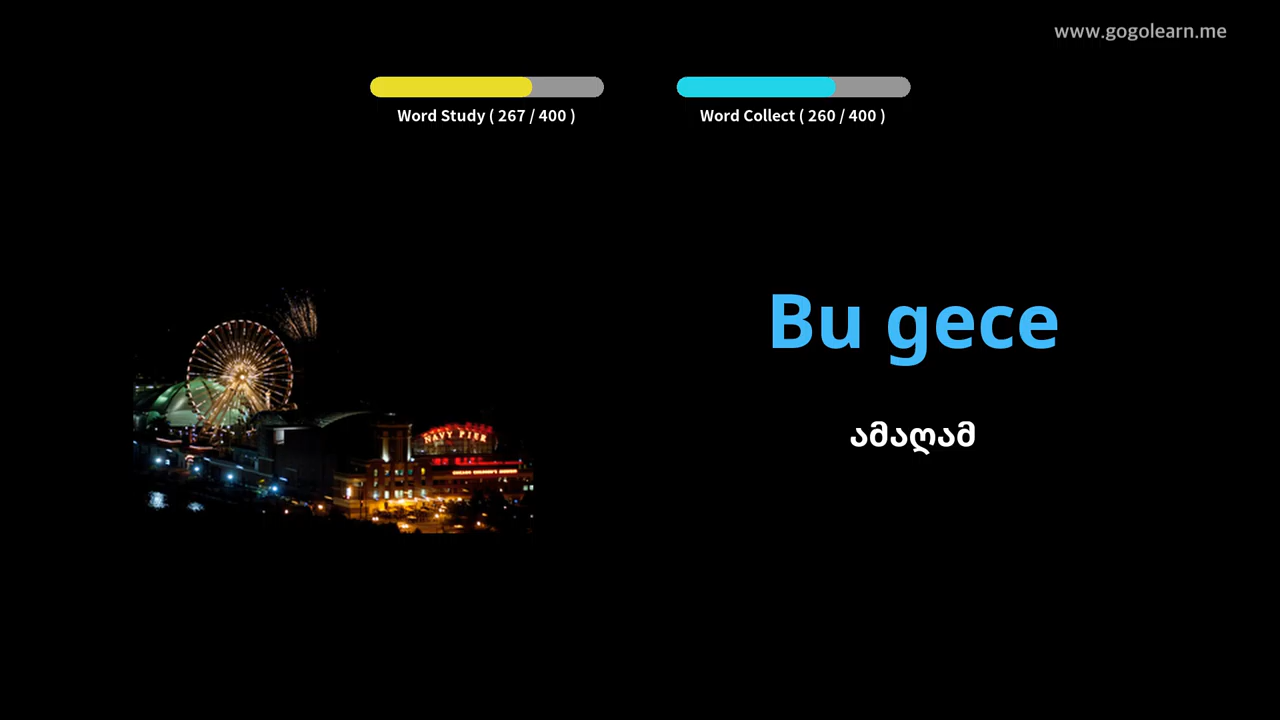 www.gogolearn.me
Word Study ( 267 / 400 )
Word Collect ( 260 / 400 )
Bu gece
ამაღამ
NAVY PIER